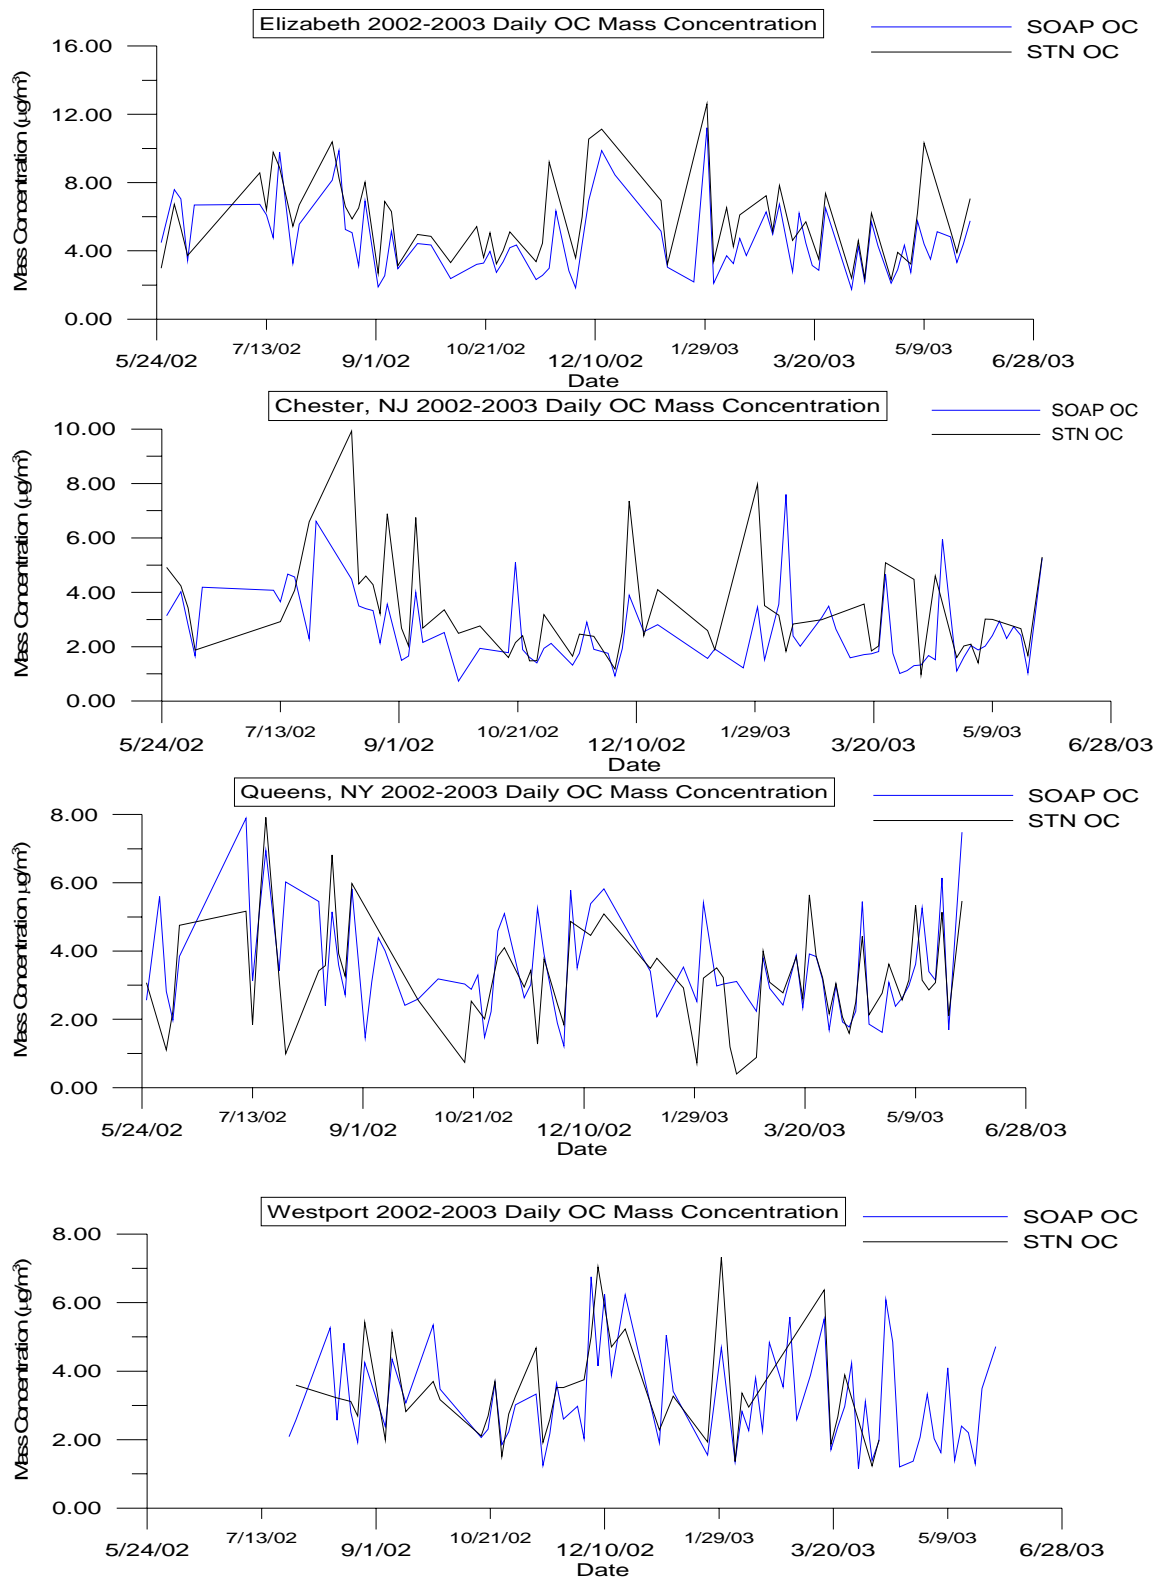 Elizabeth 2002-2003 Daily OC Mass Concentration
SOAP OC
STN OC
Mass Concentration (μg/m³)
16.00
12.00
8.00
4.00
0.00
5/24/02
7/13/02
9/1/02
10/21/02
12/10/02
1/29/03
3/20/03
5/9/03
6/28/03
Date
Chester, NJ 2002-2003 Daily OC Mass Concentration
SOAP OC
STN OC
Mass Concentration (μg/m³)
10.00
8.00
6.00
4.00
2.00
0.00
5/24/02
7/13/02
9/1/02
10/21/02
12/10/02
1/29/03
3/20/03
5/9/03
6/28/03
Date
Queens, NY 2002-2003 Daily OC Mass Concentration
SOAP OC
STN OC
Mass Concentration μg/m³)
8.00
6.00
4.00
2.00
0.00
5/24/02
7/13/02
9/1/02
10/21/02
12/10/02
1/29/03
3/20/03
5/9/03
6/28/03
Date
Westport 2002-2003 Daily OC Mass Concentration
SOAP OC
STN OC
Mass Concentration (μg/m³)
8.00
6.00
4.00
2.00
0.00
5/24/02
7/13/02
9/1/02
10/21/02
12/10/02
1/29/03
3/20/03
5/9/03
6/28/03
Date